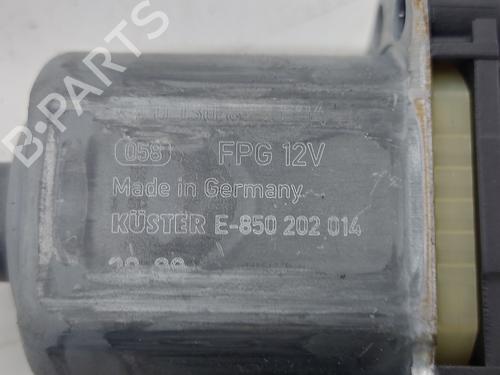 B-PARTS
058 FPG 12V
Made in Germany
KÜSTER E-850 202 014